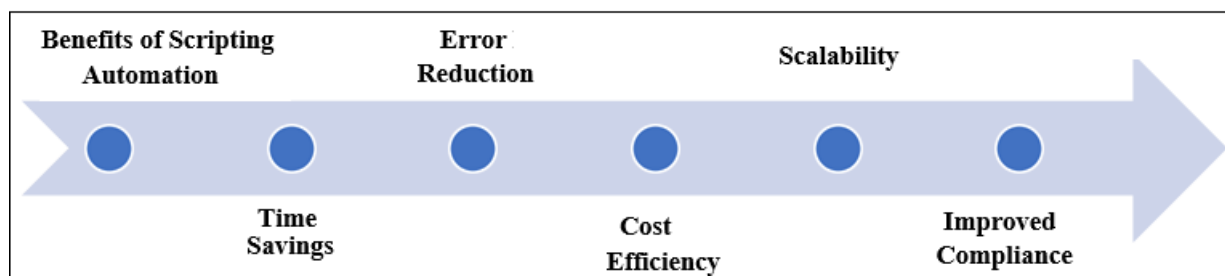 Benefits of Scripting
Automation
Time
Savings
Error
Reduction
Cost
Efficiency
Scalability
Improved
Compliance